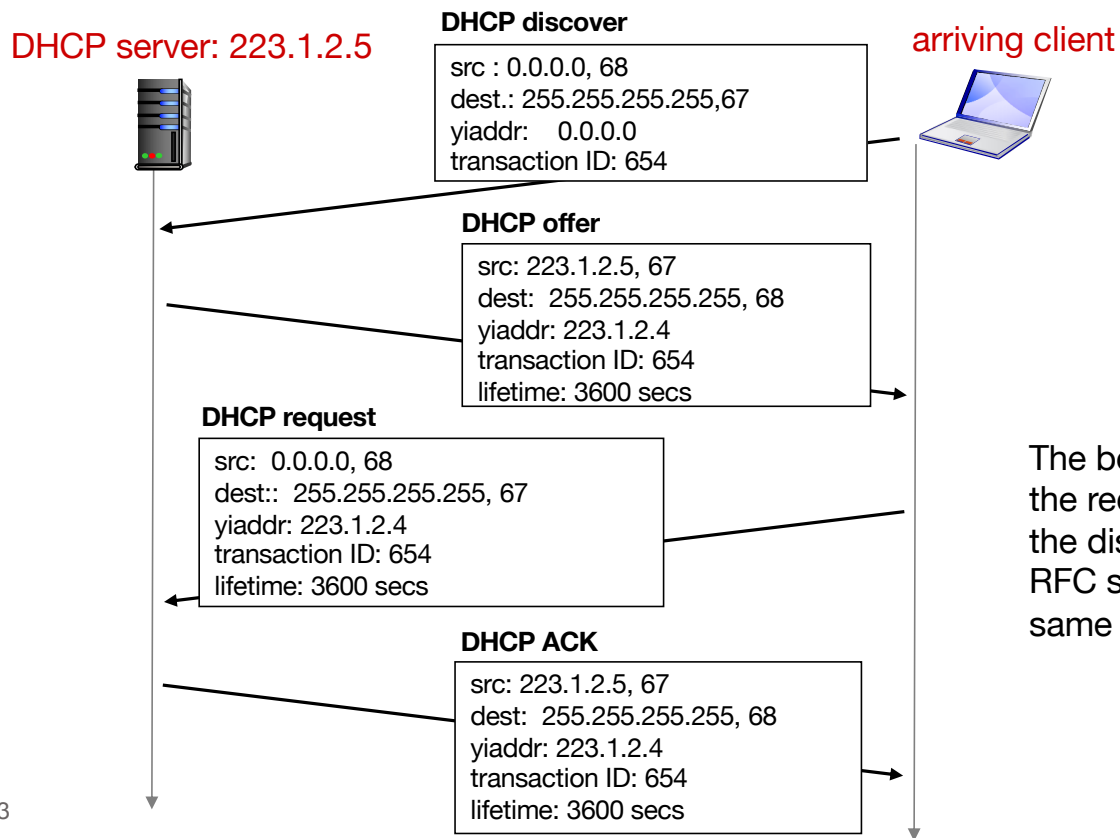 DHCP server: 223.1.2.5
arriving client
DHCP discover
src : 0.0.0.0, 68
dest.: 255.255.255.255,67
yiaddr: 0.0.0.0
transaction ID: 654
DHCP offer
src: 223.1.2.5, 67
dest: 255.255.255.255, 68
yiaddr: 223.1.2.4
transaction ID: 654
lifetime: 3600 secs
DHCP request
src: 0.0.0.0, 68
dest:: 255.255.255.255, 67
yiaddr: 223.1.2.4
transaction ID: 654
lifetime: 3600 secs
The
the
the
RFC
same
DHCP ACK
src: 223.1.2.5, 67
dest: 255.255.255.255, 68
yiaddr: 223.1.2.4
transaction ID: 654
lifetime: 3600 secs
3